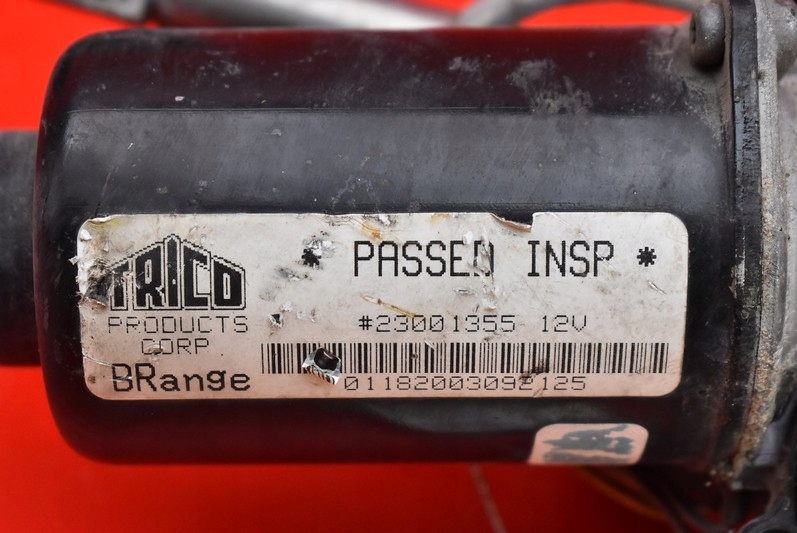 TRICO
PRODUCTS
CORP
BRange
* PASSED INSP *
#23001355 12V
01182003092125